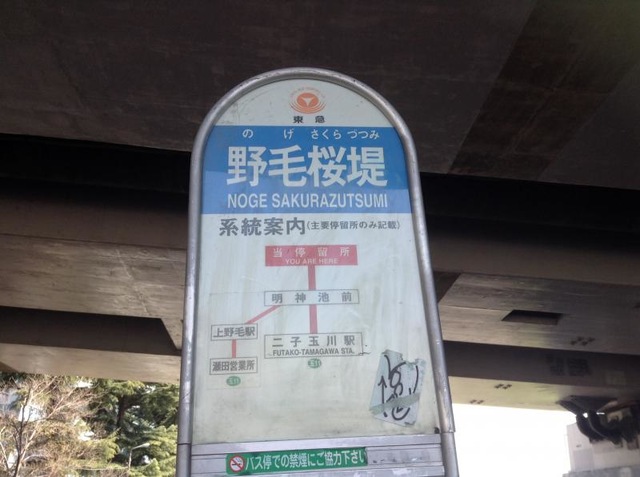 東急
のげさくらづつみ
野毛桜堤
NOGE SAKURAZUTSUMI
系統案内(主要停留所のみ記載)
当停留所
YOU ARE HERE
明神池前
上野毛駅
二子玉川駅
FUTAKO-TAMAGAWA STA.
瀬田営業所
バス停での禁煙にご協力下さい